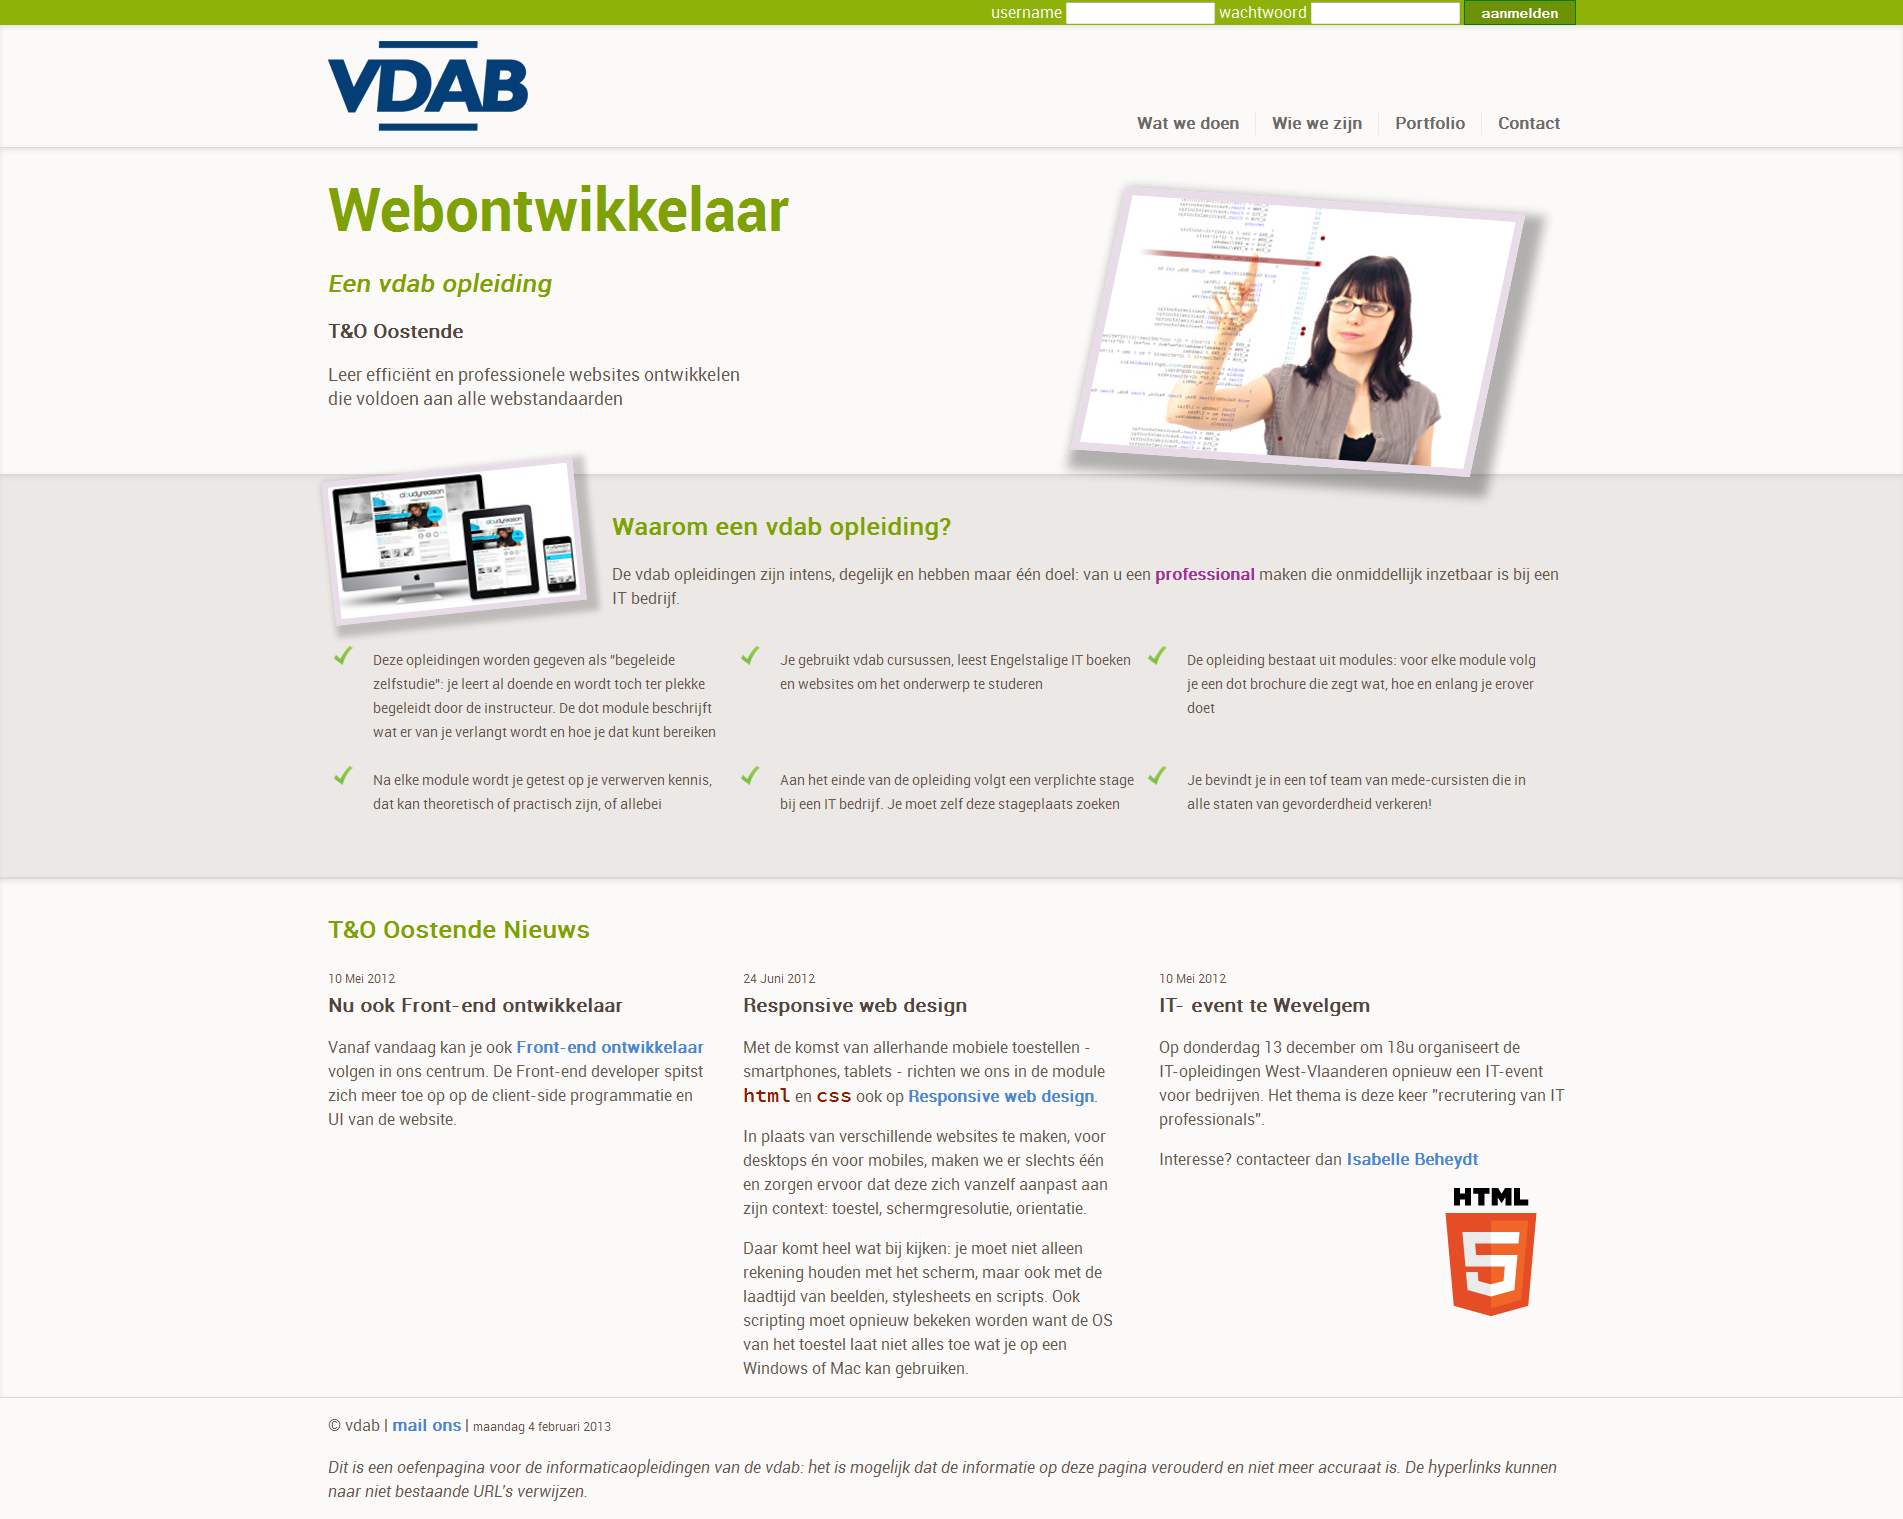 username wachtwoord aanmelden
VDAB
Wat we doen Wie we zijn Portfolio Contact
Webontwikkelaar
Een vdab opleiding
T&O Oostende
Leer efficiënt en professionele websites ontwikkelen
die voldoen aan alle webstandaarden
cloudyreason
cloudyreason
Waarom een vdab opleiding?
De vdab opleidingen zijn intens, degelijk en hebben maar één doel: van u een professional maken die onmiddellijk inzetbaar is bij een
IT bedrijf.
Deze opleidingen worden gegeven als "begeleide
zelfstudie": je leert al doende en wordt toch ter plekke
begeleidt door de instructeur. De dot module beschrijft
wat er van je verlangt wordt en hoe je dat kunt bereiken
Je gebruikt vdab cursussen, leest Engelstalige IT boeken
en websites om het onderwerp te studeren
De opleiding bestaat uit modules: voor elke module volg
je een dot brochure die zegt wat, hoe en enlang je erover
doet
Na elke module wordt je getest op je verwerven kennis,
dat kan theoretisch of practisch zijn, of allebei
Aan het einde van de opleiding volgt een verplichte stage
bij een IT bedrijf. Je moet zelf deze stageplaats zoeken
Je bevindt je in een tof team van mede-cursisten die in
alle staten van gevorderdheid verkeren!
T&O Oostende Nieuws
10 Mei 2012
Nu ook Front-end ontwikkelaar
Vanaf vandaag kan je ook Front-end ontwikkelaar
volgen in ons centrum. De Front-end developer spitst
zich meer toe op op de client-side programmatie en
UI van de website.
24 Juni 2012
Responsive web design
Met de komst van allerhande mobiele toestellen -
smartphones, tablets - richten we ons in de module
html en css ook op Responsive web design.
In plaats van verschillende websites te maken, voor
desktops én voor mobiles, maken we er slechts één
en zorgen ervoor dat deze zich vanzelf aanpast aan
zijn context: toestel, schermgresolutie, orientatie.
Daar komt heel wat bij kijken: je moet niet alleen
rekening houden met het scherm, maar ook met de
laadtijd van beelden, stylesheets en scripts. Ook
scripting moet opnieuw bekeken worden want de OS
van het toestel laat niet alles toe wat je op een
Windows of Mac kan gebruiken.
10 Mei 2012
IT- event te Wevelgem
Op donderdag 13 december om 18u organiseert de
IT-opleidingen West-Vlaanderen opnieuw een IT-event
voor bedrijven. Het thema is deze keer "recrutering van IT
professionals".
Interesse? contacteer dan Isabelle Beheydt
HTML
5
© vdab | mail ons | maandag 4 februari 2013
Dit is een oefenpagina voor de informaticaopleidingen van de vdab: het is mogelijk dat de informatie op deze pagina verouderd en niet meer accuraat is. De hyperlinks kunnen
naar niet bestaande URL's verwijzen.